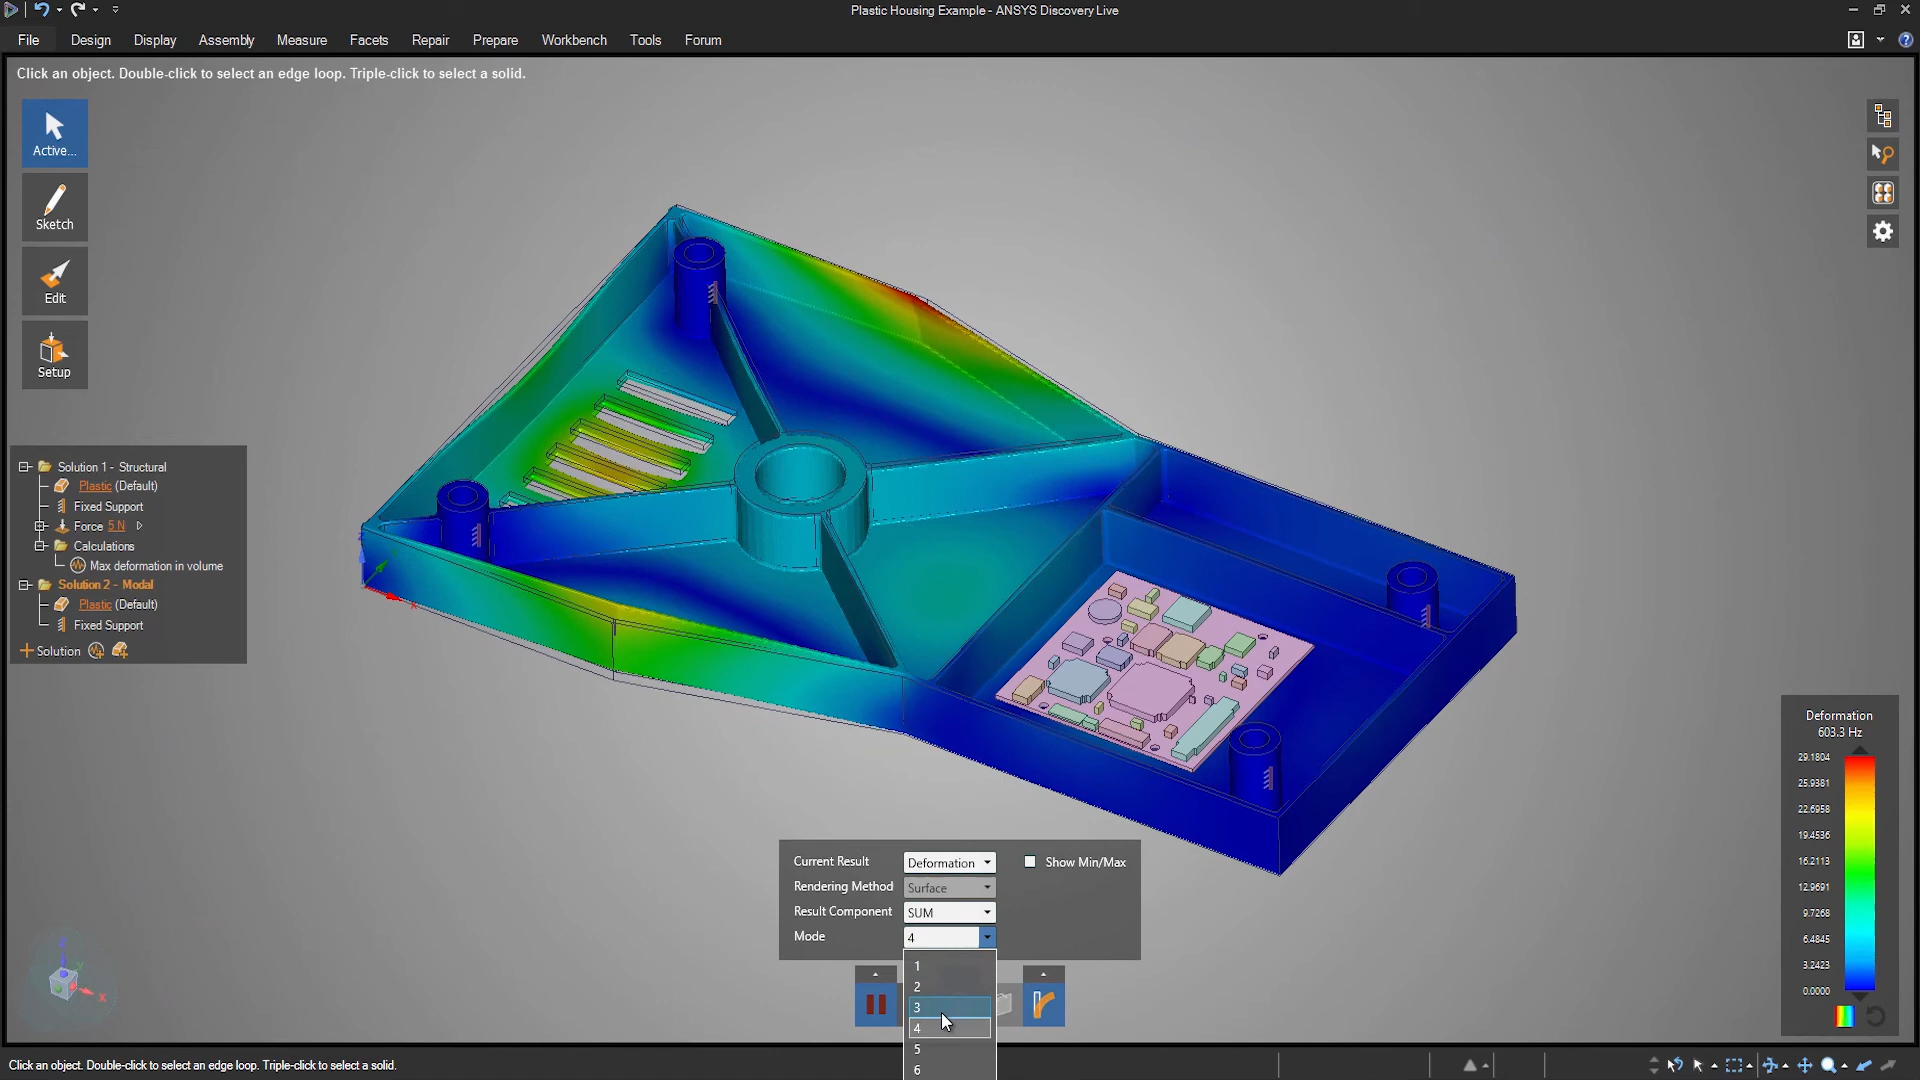 Plastic Housing Example - ANSYS Discovery Live
File Design Display Assembly Measure Facets Repair Prepare Workbench Tools Forum
Click an object. Double-click to select an edge loop. Triple-click to select a solid.
Active...
Sketch
Edit
Setup
Solution 1 - Structural
Plastic (Default)
Fixed Support
Force 5 N
Calculations
Max deformation in volume
Solution 2 - Modal
Plastic (Default)
Fixed Support
Solution
Z
X
Y
X
Deformation
603.3 Hz
29.1804
25.9381
22.6958
19.4536
16.2113
12.9691
9.7268
6.4845
3.2423
0.0000
Current Result Deformation Show Min/Max
Rendering Method Surface
Result Component SUM
Mode 4
1
2
3
4
5
6
Click an object. Double-click to select an edge loop. Triple-click to select a solid.